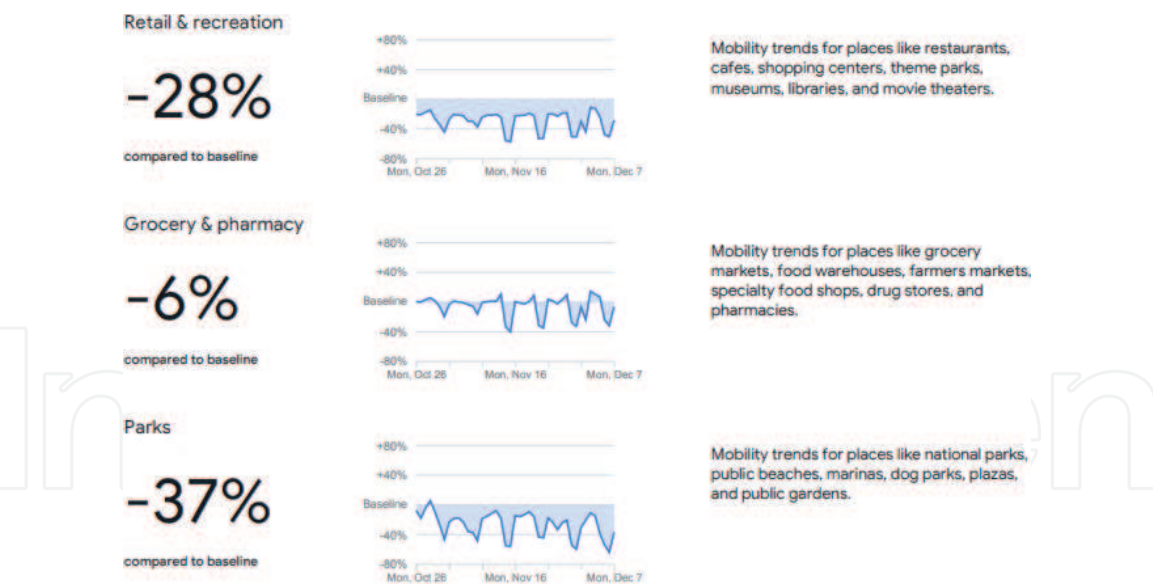 Retail & recreation
-28%
compared to baseline
+80%
+40%
Baseline
-40%
-80%
Mon, Oct 26 Mon, Nov 16 Mon, Dec 7
Mobility trends for places like restaurants,
cafes, shopping centers, theme parks,
museums, libraries, and movie theaters.
Grocery & pharmacy
-6%
compared to baseline
+80%
+40%
Baseline
-40%
-80%
Mon, Oct 26 Mon, Nov 16 Mon, Dec 7
Mobility trends for places like grocery
markets, food warehouses, farmers markets,
specialty food shops, drug stores, and
pharmacies.
Parks
-37%
compared to baseline
+80%
+40%
Baseline
-40%
-80%
Mon, Oct 26 Mon, Nov 16 Mon, Dec 7
Mobility trends for places like national parks,
public beaches, marinas, dog parks, plazas,
and public gardens.